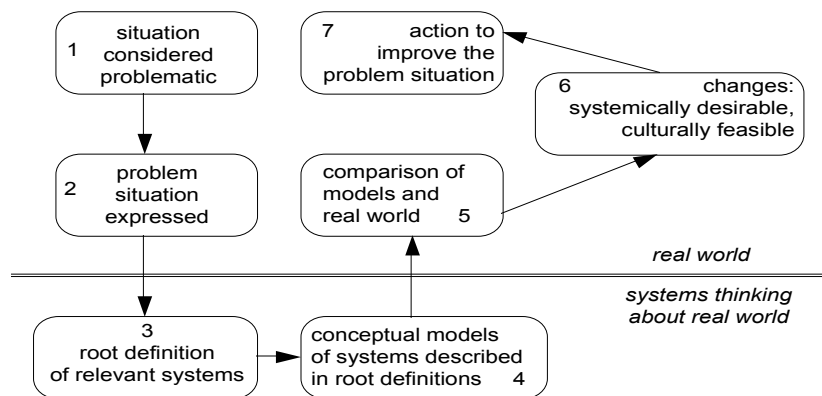 1 situation
considered
problematic
2 problem
situation
expressed
3
root definition
of relevant systems
conceptual models
of systems described
in root definitions 4
comparison of
models and
real world 5
6 changes:
systemically desirable,
culturally feasible
7 action to
improve the
problem situation
real world
systems thinking
about real world